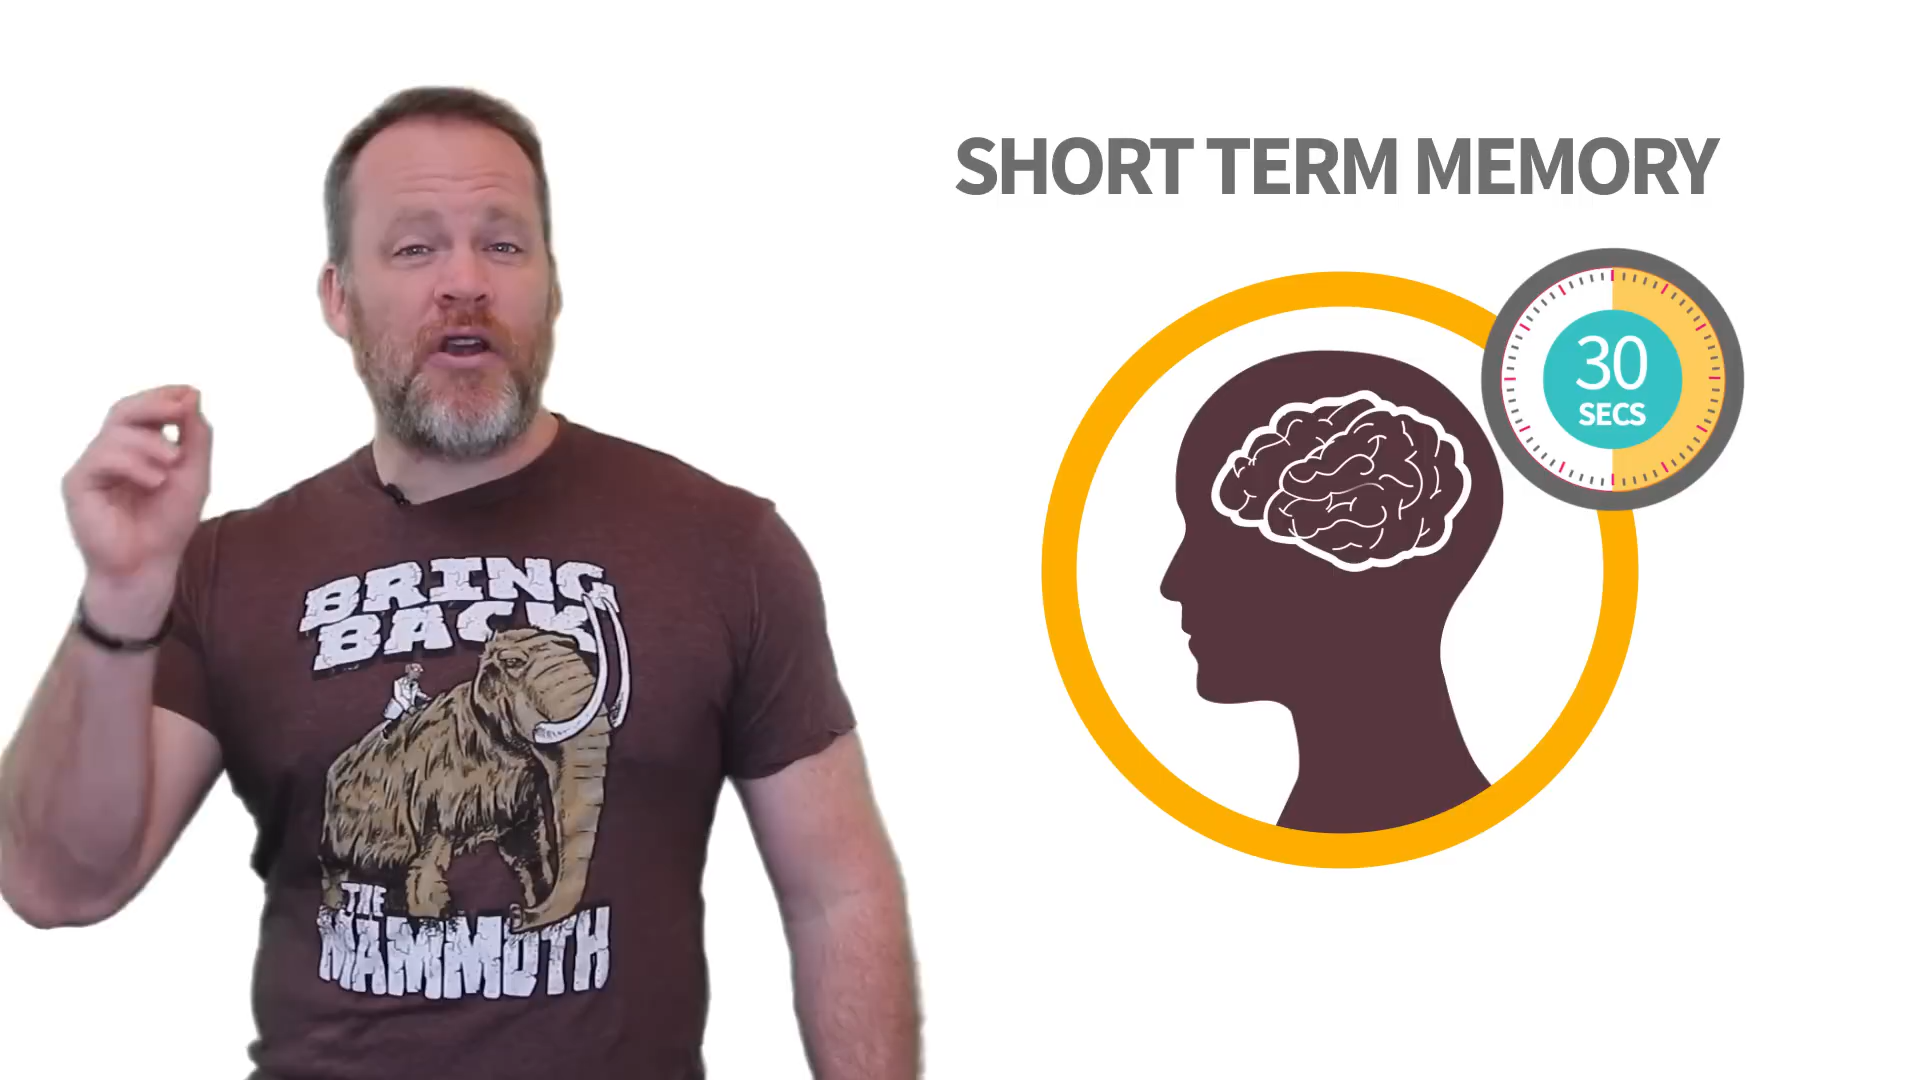 SHORT TERM MEMORY
30
SECS
BRING
BACK
THE
MAMMOTH